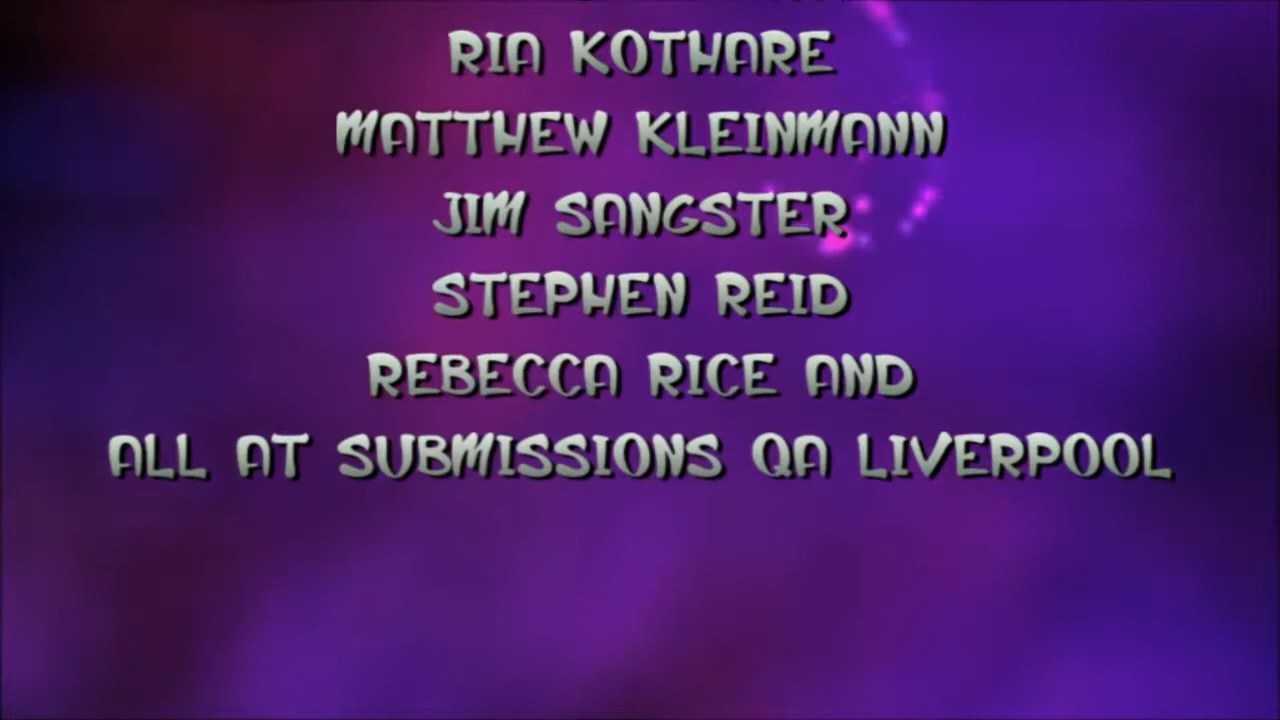 RIA KOTHARE
MATTHEW KLEINMANN
JIM SANGSTER
STEPHEN REID
REBECCA RICE AND
ALL AT SUBMISSIONS QA LIVERPOOL